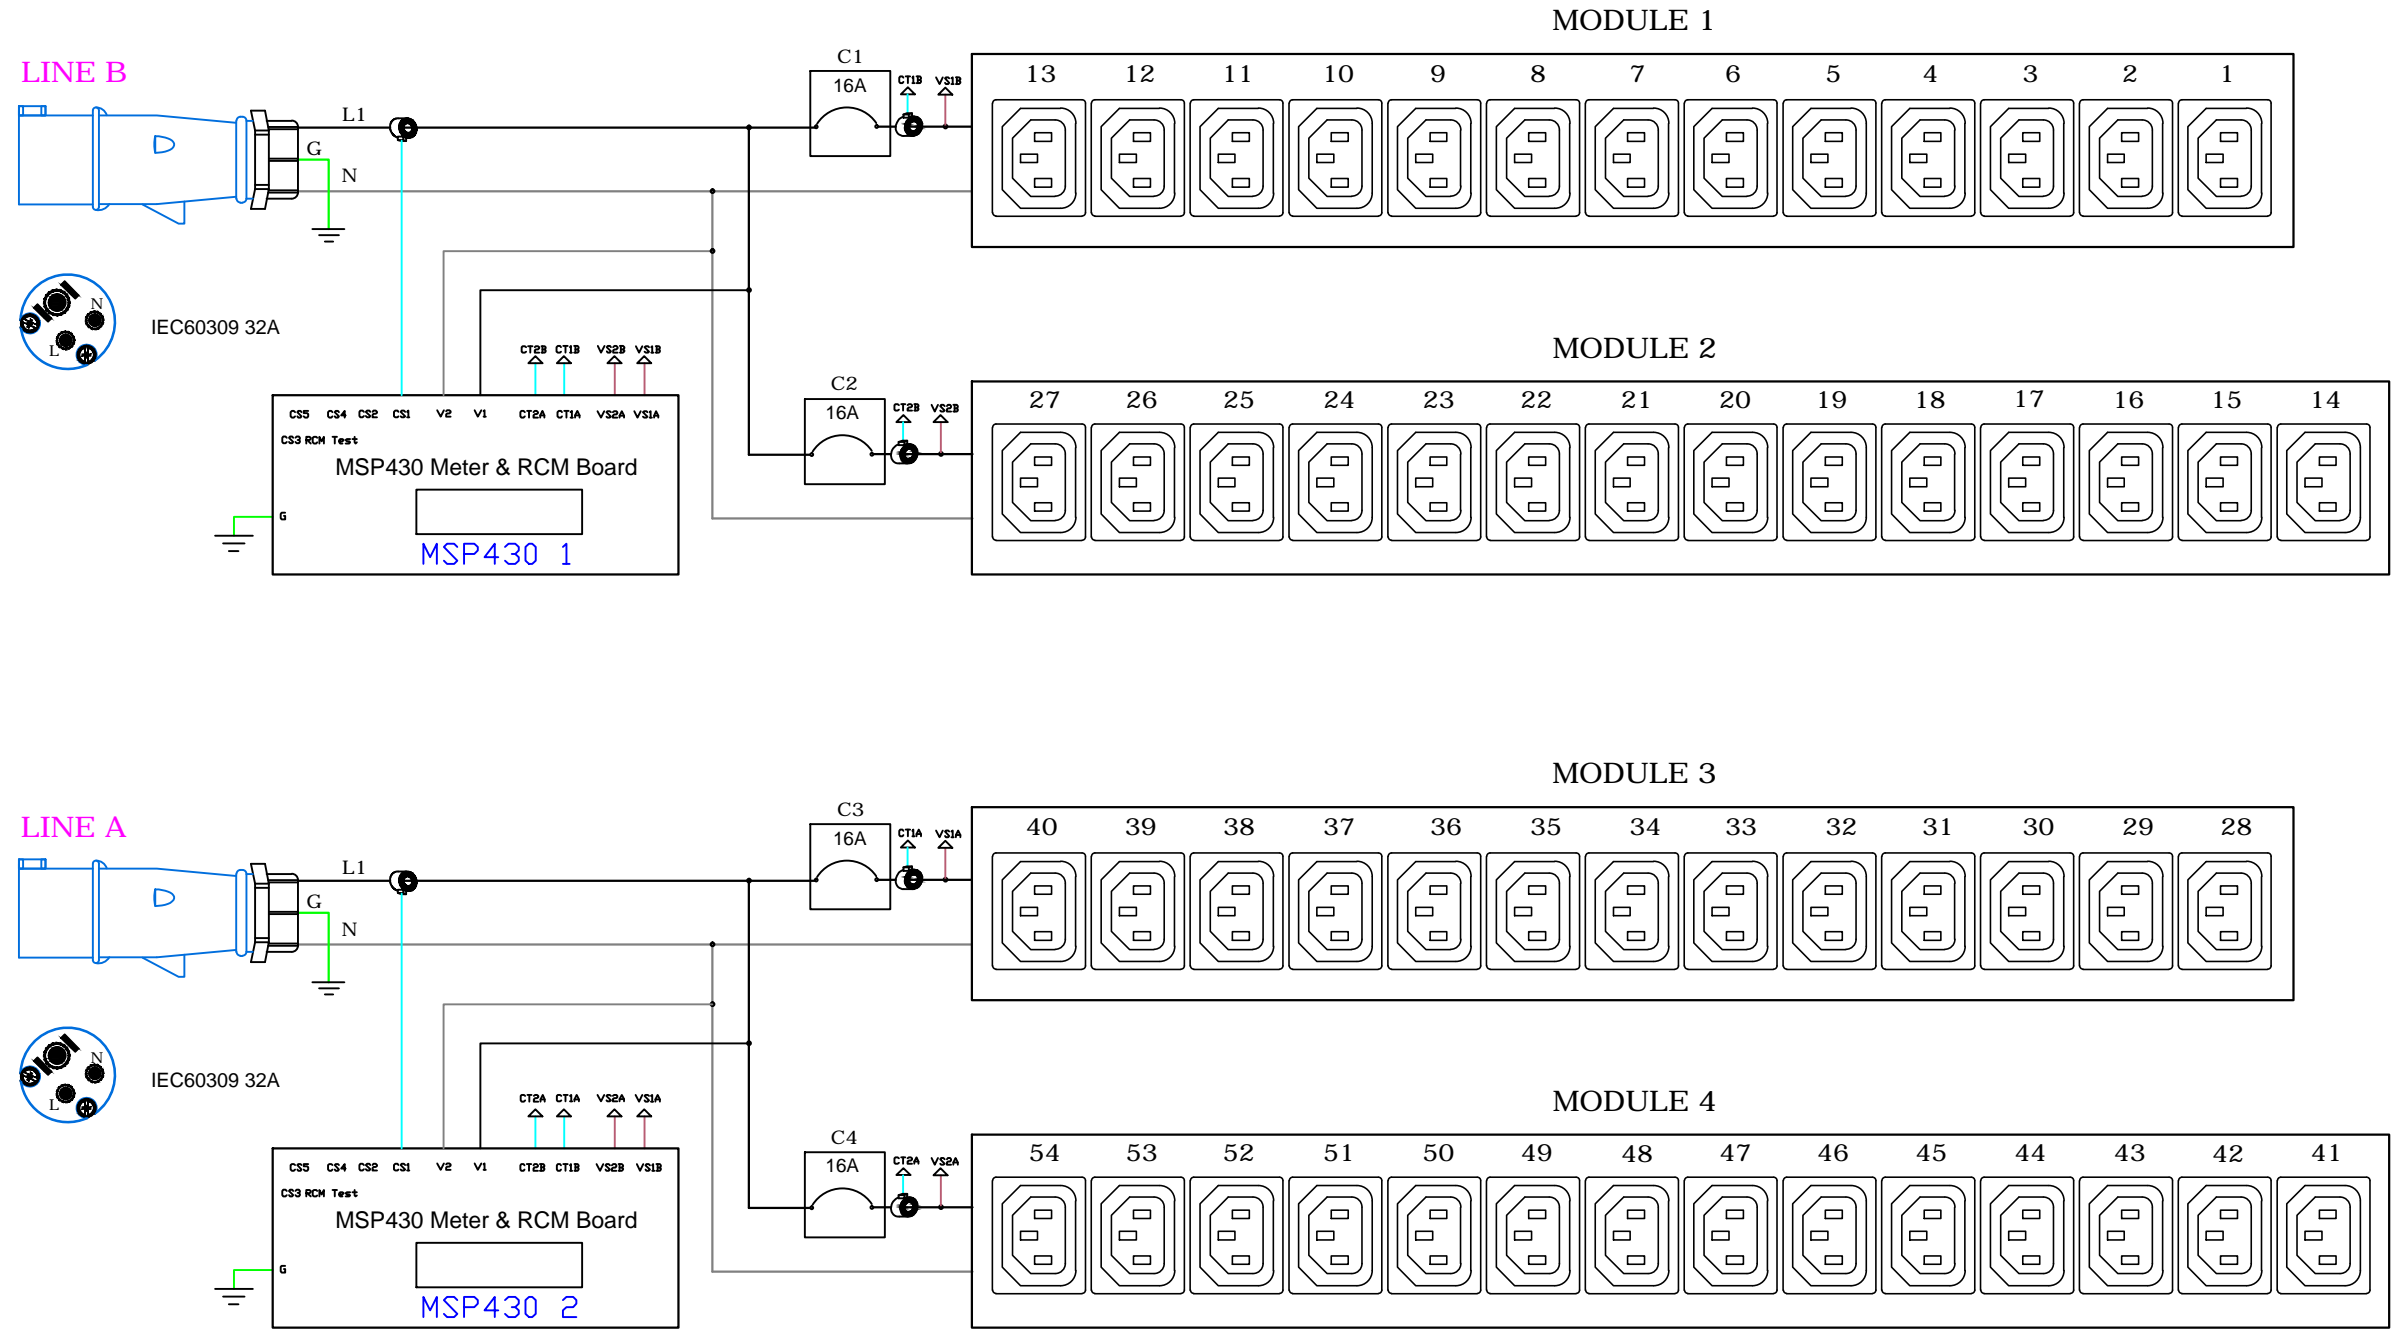 MODULE 1
LINE B
C1
16A
CT1B VS1B
13 12 11 10 9 8 7 6 5 4 3 2 1
L1
G
N
N
L
IEC60309 32A
MODULE 2
CT2B CT1B VS2B VS1B
C2
16A
CT2B VS2B
27 26 25 24 23 22 21 20 19 18 17 16 15 14
CS5 CS4 CS2 CS1 V2 V1 CT2A CT1A VS2A VS1A
CS3 RCM Test
MSP430 Meter & RCM Board
G
MSP430 1
MODULE 3
LINE A
C3
16A
CT1A VS1A
40 39 38 37 36 35 34 33 32 31 30 29 28
L1
G
N
N
L
IEC60309 32A
MODULE 4
CT2A CT1A VS2A VS1A
C4
16A
CT2A VS2A
54 53 52 51 50 49 48 47 46 45 44 43 42 41
CS5 CS4 CS2 CS1 V2 V1 CT2B CT1B VS2B VS1B
CS3 RCM Test
MSP430 Meter & RCM Board
G
MSP430 2